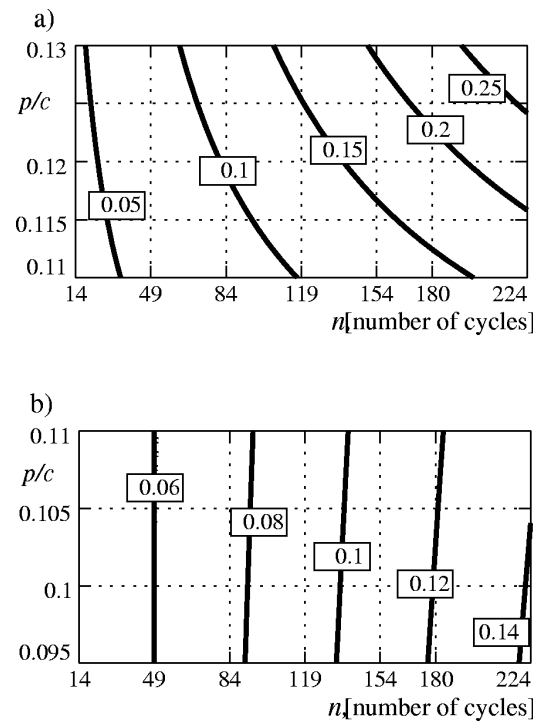 a)
0.13
p/c
0.12
0.115
0.11
0.05
0.1
0.15
0.2
0.25
14 49 84 119 154 180 224
n,[number of cycles]
b)
0.11
p/c
0.105
0.1
0.095
0.06
0.08
0.1
0.12
0.14
14 49 84 119 154 180 224
n,[number of cycles]